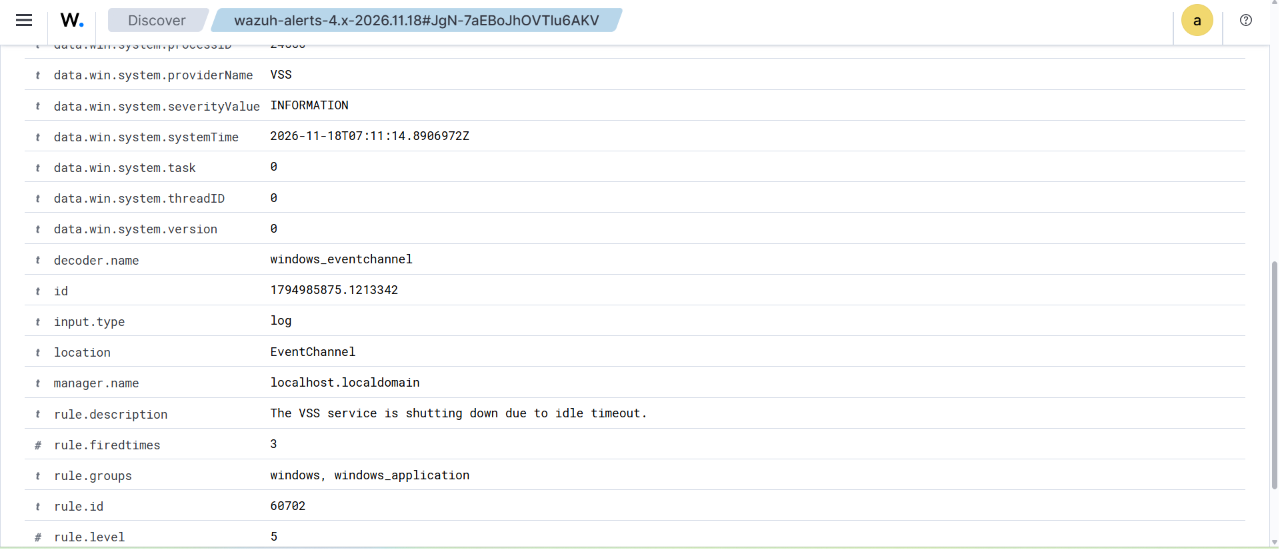 W. Discover wazuh-alerts-4.x-2026.11.18#JgN-7aEBoJhOVTlu6AKV a
data.win.system.processID
t data.win.system.providerName VSS
t data.win.system.severityValue INFORMATION
t data.win.system.systemTime 2026-11-18T07:11:14.8906972Z
t data.win.system.task 0
t data.win.system.threadID 0
t data.win.system.version 0
t decoder.name windows_eventchannel
t id 1794985875.1213342
t input.type log
t location EventChannel
t manager.name localhost.localdomain
t rule.description The VSS service is shutting down due to idle timeout.
# rule.firedtimes 3
t rule.groups windows, windows_application
t rule.id 60702
# rule.level 5